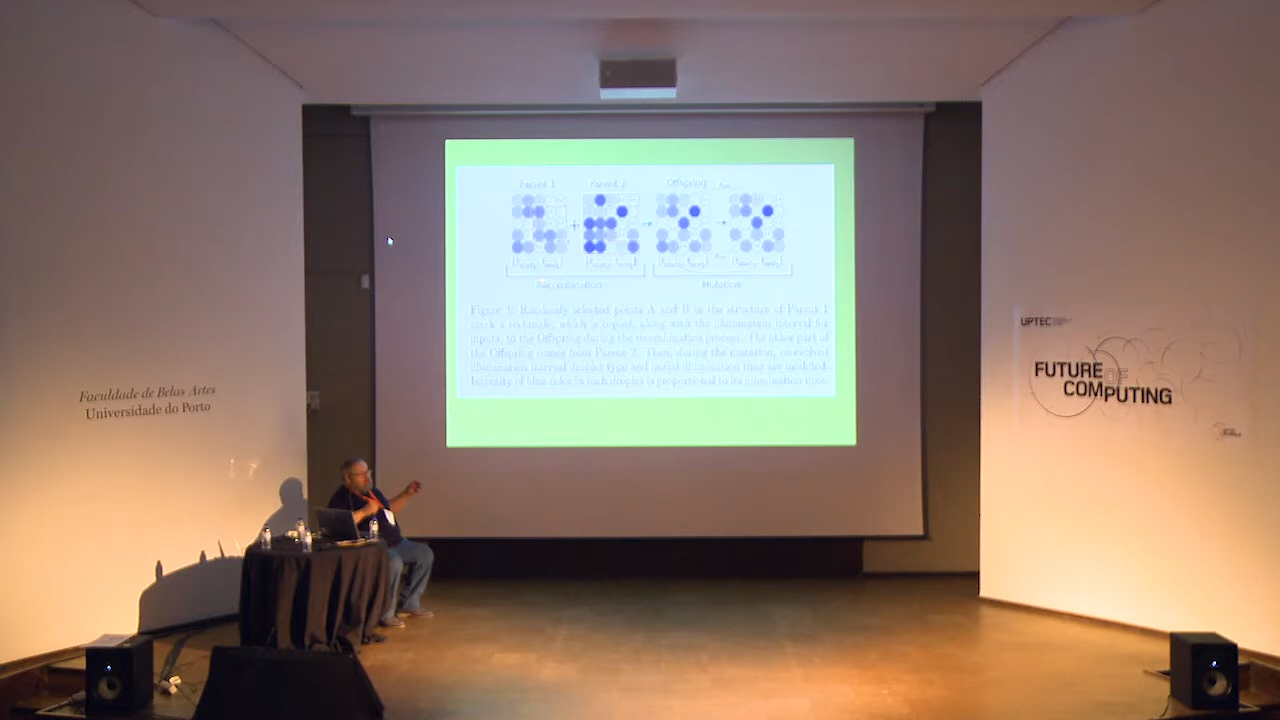 Parent 1
Parent 2
Offspring
Recombination
Mutation
Figure 3: Randomly selected points A and B in the structure of Parent 1
mark a rectangle, which is copied, along with the illumination interval for
inputs, to the Offspring during the recombination process. The other part of
the Offspring comes from Parent 2. Then, during the mutation, co-evolved
illumination interval droplet type and initial illumination time are modified.
Intensity of blue color in each droplet is proportional to its illumination time.
Faculdade de Belas Artes
Universidade do Porto
UPTEC
FUTURE
OF
COMPUTING